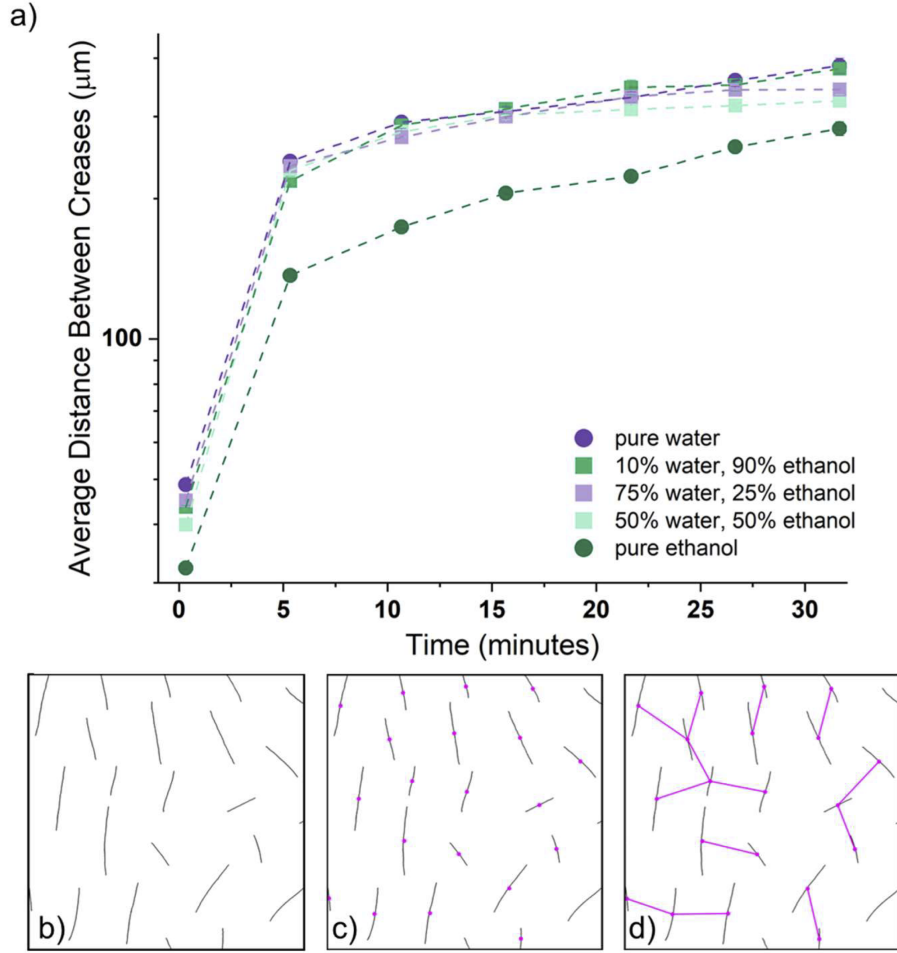 a)
Average Distance Between Creases (μm)
100
pure water
10% water, 90% ethanol
75% water, 25% ethanol
50% water, 50% ethanol
pure ethanol
0 5 10 15 20 25 30
Time (minutes)
b) c) d)